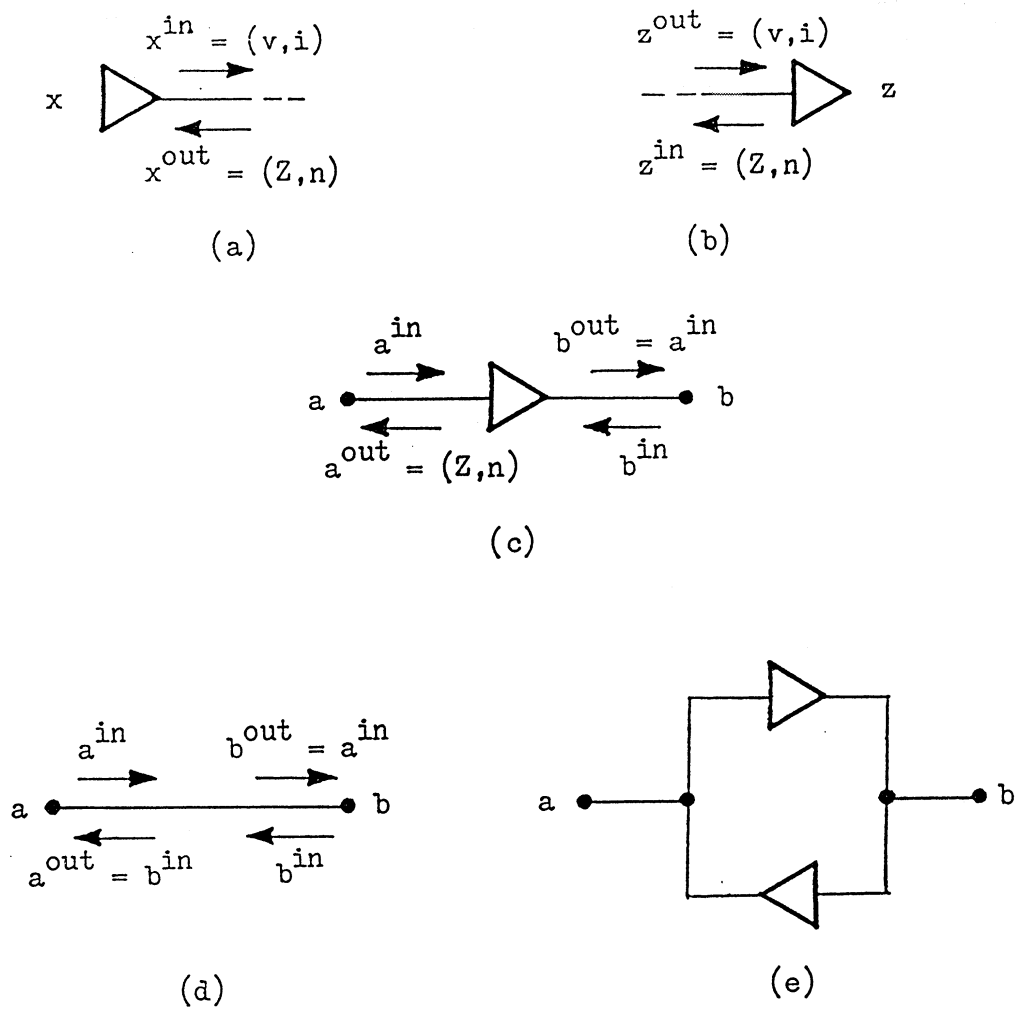 x^in = (v,i)
x
x^out = (Z,n)
(a)
z^out = (v,i)
z
z^in = (Z,n)
(b)
a^in
b^out = a^in
a
b
a^out = (Z,n)
b^in
(c)
a^in
b^out = a^in
a
b
a^out = b^in
b^in
(d)
a
b
(e)